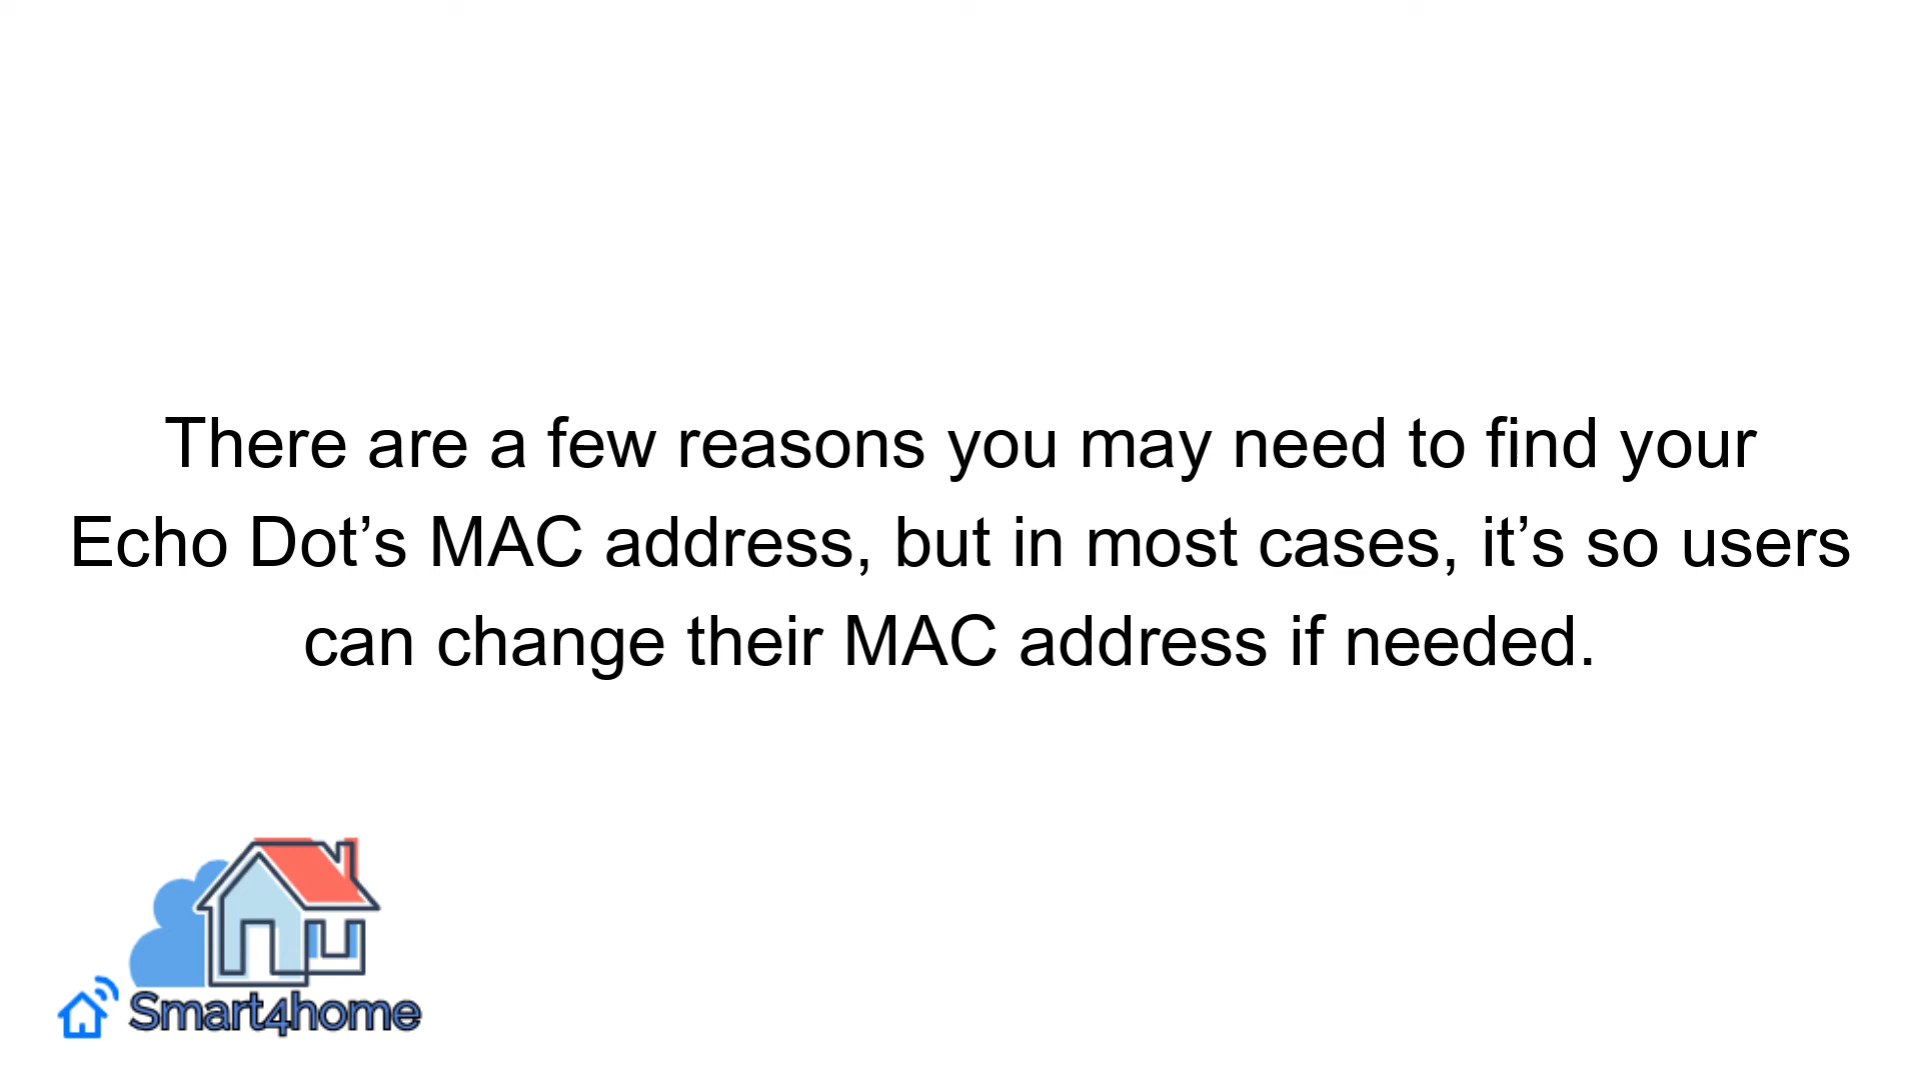 There are a few reasons you may need to find your
Echo Dot’s MAC address, but in most cases, it’s so users
can change their MAC address if needed.
Smart4home